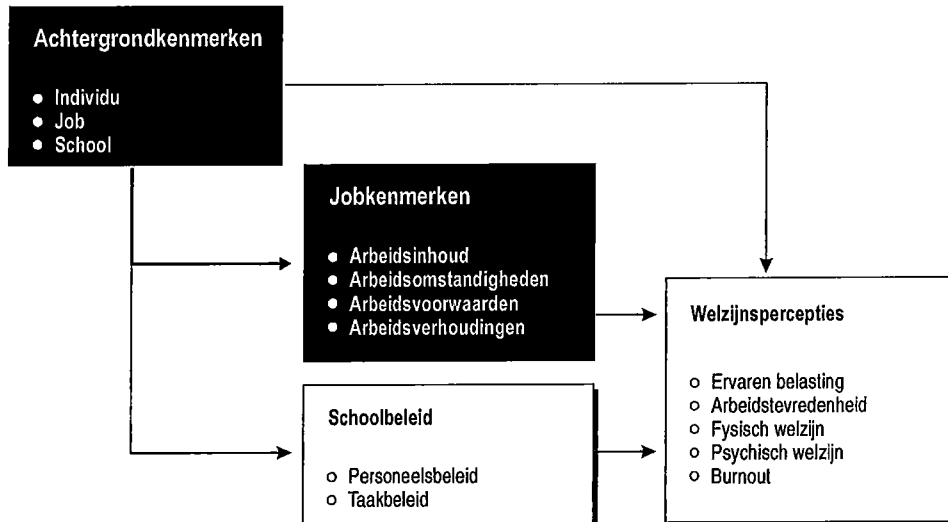 Achtergrondkenmerken
● Individu
● Job
● School
Jobkenmerken
● Arbeidsinhoud
● Arbeidsomstandigheden
● Arbeidsvoorwaarden
● Arbeidsverhoudingen
Schoolbeleid
○ Personeelsbeleid
○ Taakbeleid
Welzijnspercepties
○ Ervaren belasting
○ Arbeidstevredenheid
○ Fysisch welzijn
○ Psychisch welzijn
○ Burnout